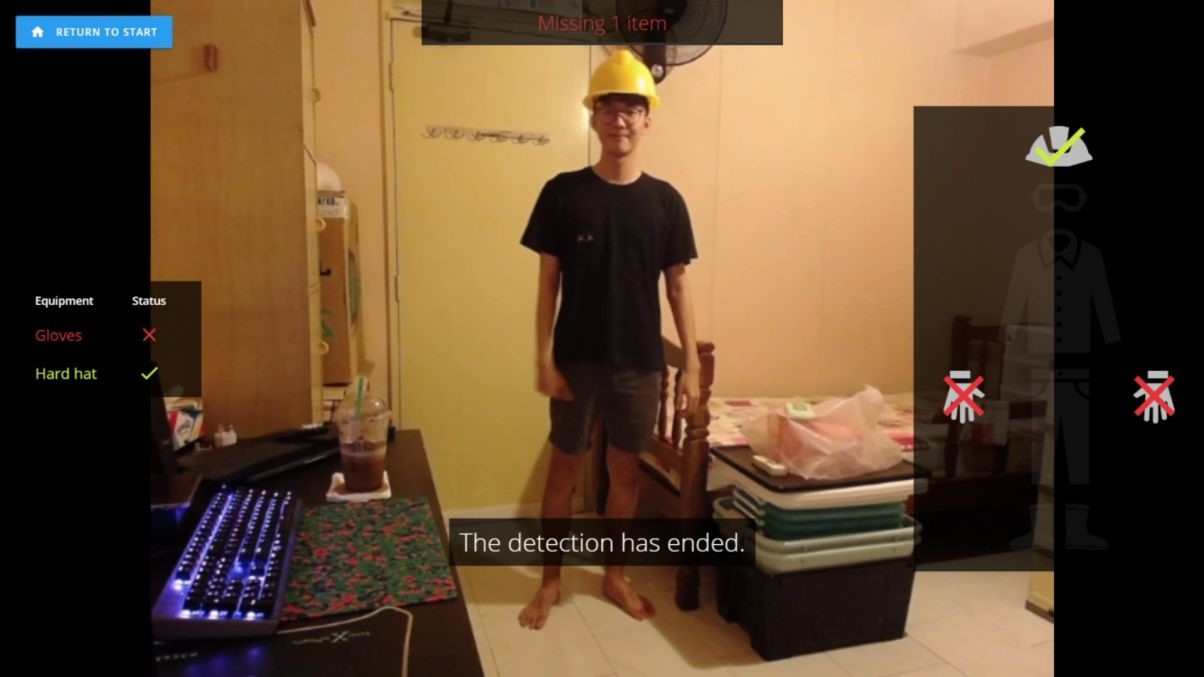 RETURN TO START
Missing 1 item
Equipment Status
Gloves
Hard hat
The detection has ended.